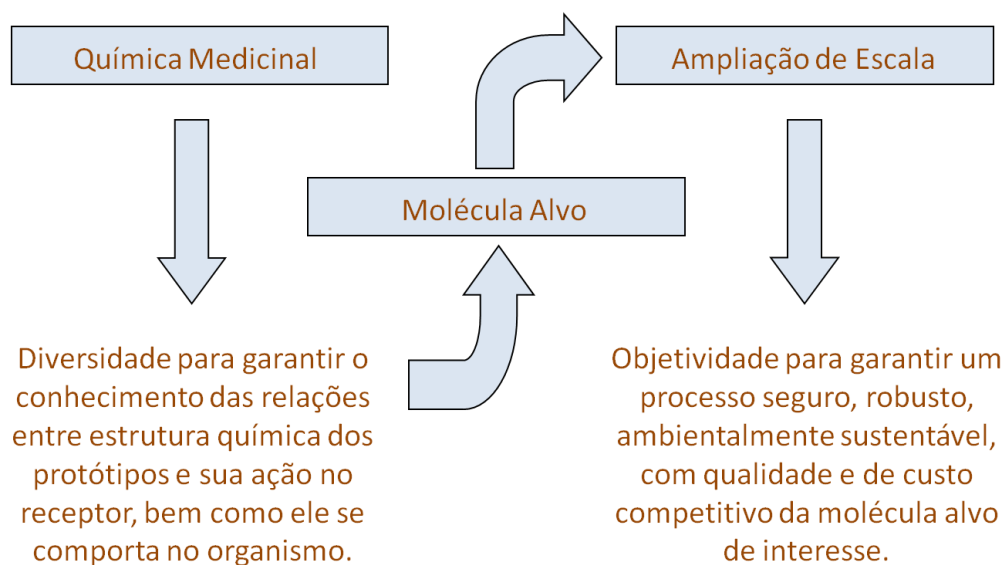 Química Medicinal
Ampliação de Escala
Molécula Alvo
Diversidade para garantir o
conhecimento das relações
entre estrutura química dos
protótipos e sua ação no
receptor, bem como ele se
comporta no organismo.
Objetividade para garantir um
processo seguro, robusto,
ambientalmente sustentável,
com qualidade e de custo
competitivo da molécula alvo
de interesse.